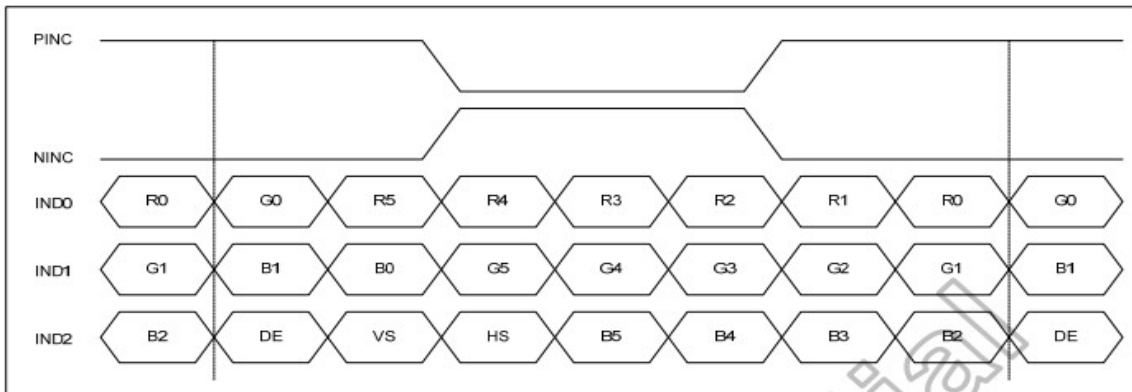 PINC
NINC
IND0 R0 G0 R5 R4 R3 R2 R1 R0 G0
IND1 G1 B1 B0 G5 G4 G3 G2 G1 B1
IND2 B2 DE VS HS B5 B4 B3 B2 DE